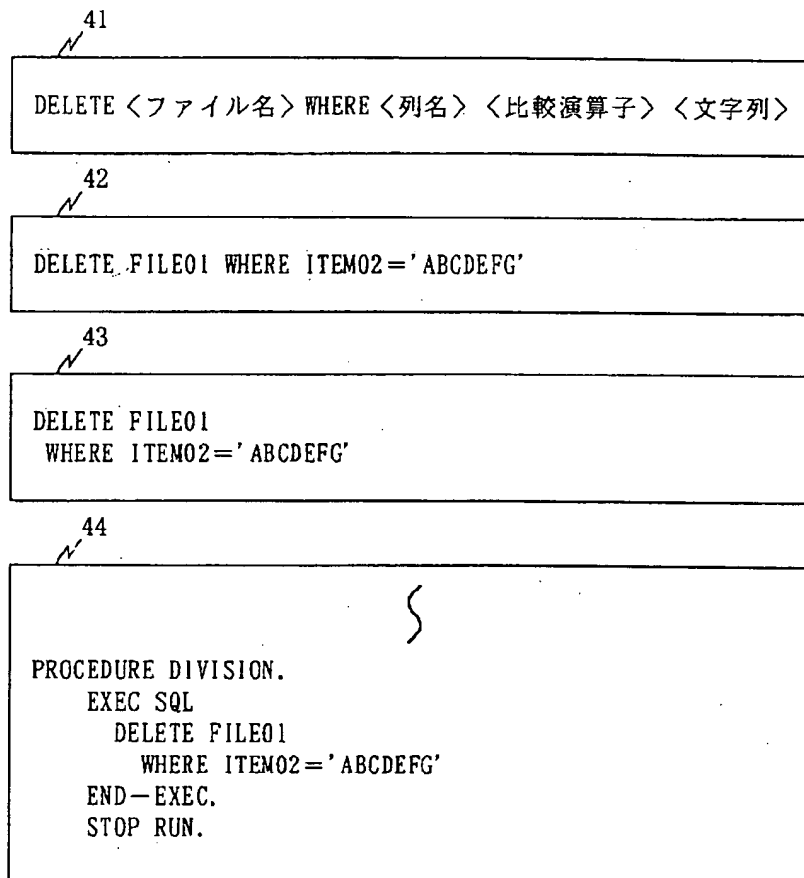 41
DELETE <ファイル名> WHERE <列名> <比較演算子> <文字列>
42
DELETE FILE01 WHERE ITEM02='ABCDEFG'
43
DELETE FILE01
WHERE ITEM02='ABCDEFG'
44
PROCEDURE DIVISION.
EXEC SQL
DELETE FILE01
WHERE ITEM02='ABCDEFG'
END-EXEC.
STOP RUN.